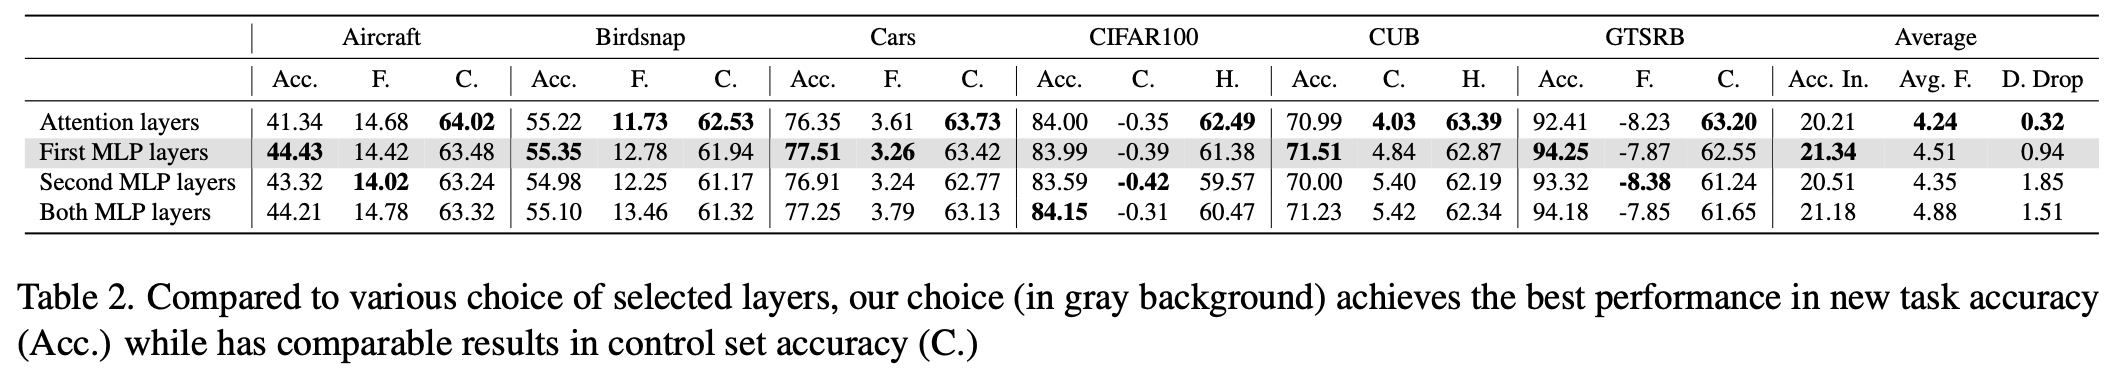 Aircraft Birdsnap Cars CIFAR100 CUB GTSRB Average
Acc. F. C. Acc. F. C. Acc. F. C. Acc. C. H. Acc. C. H. Acc. F. C. Acc. In. Avg. F. D. Drop
Attention layers 41.34 14.68 64.02 55.22 11.73 62.53 76.35 3.61 63.73 84.00 -0.35 62.49 70.99 4.03 63.39 92.41 -8.23 63.20 20.21 4.24 0.32
First MLP layers 44.43 14.42 63.48 55.35 12.78 61.94 77.51 3.26 63.42 83.99 -0.39 61.38 71.51 4.84 62.87 94.25 -7.87 62.55 21.34 4.51 0.94
Second MLP layers 43.32 14.02 63.24 54.98 12.25 61.17 76.91 3.24 62.77 83.59 -0.42 59.57 70.00 5.40 62.19 93.32 -8.38 61.24 20.51 4.35 1.85
Both MLP layers 44.21 14.78 63.32 55.10 13.46 61.32 77.25 3.79 63.13 84.15 -0.31 60.47 71.23 5.42 62.34 94.18 -7.85 61.65 21.18 4.88 1.51
Table 2. Compared to various choice of selected layers, our choice (in gray background) achieves the best performance in new task accuracy
(Acc.) while has comparable results in control set accuracy (C.)